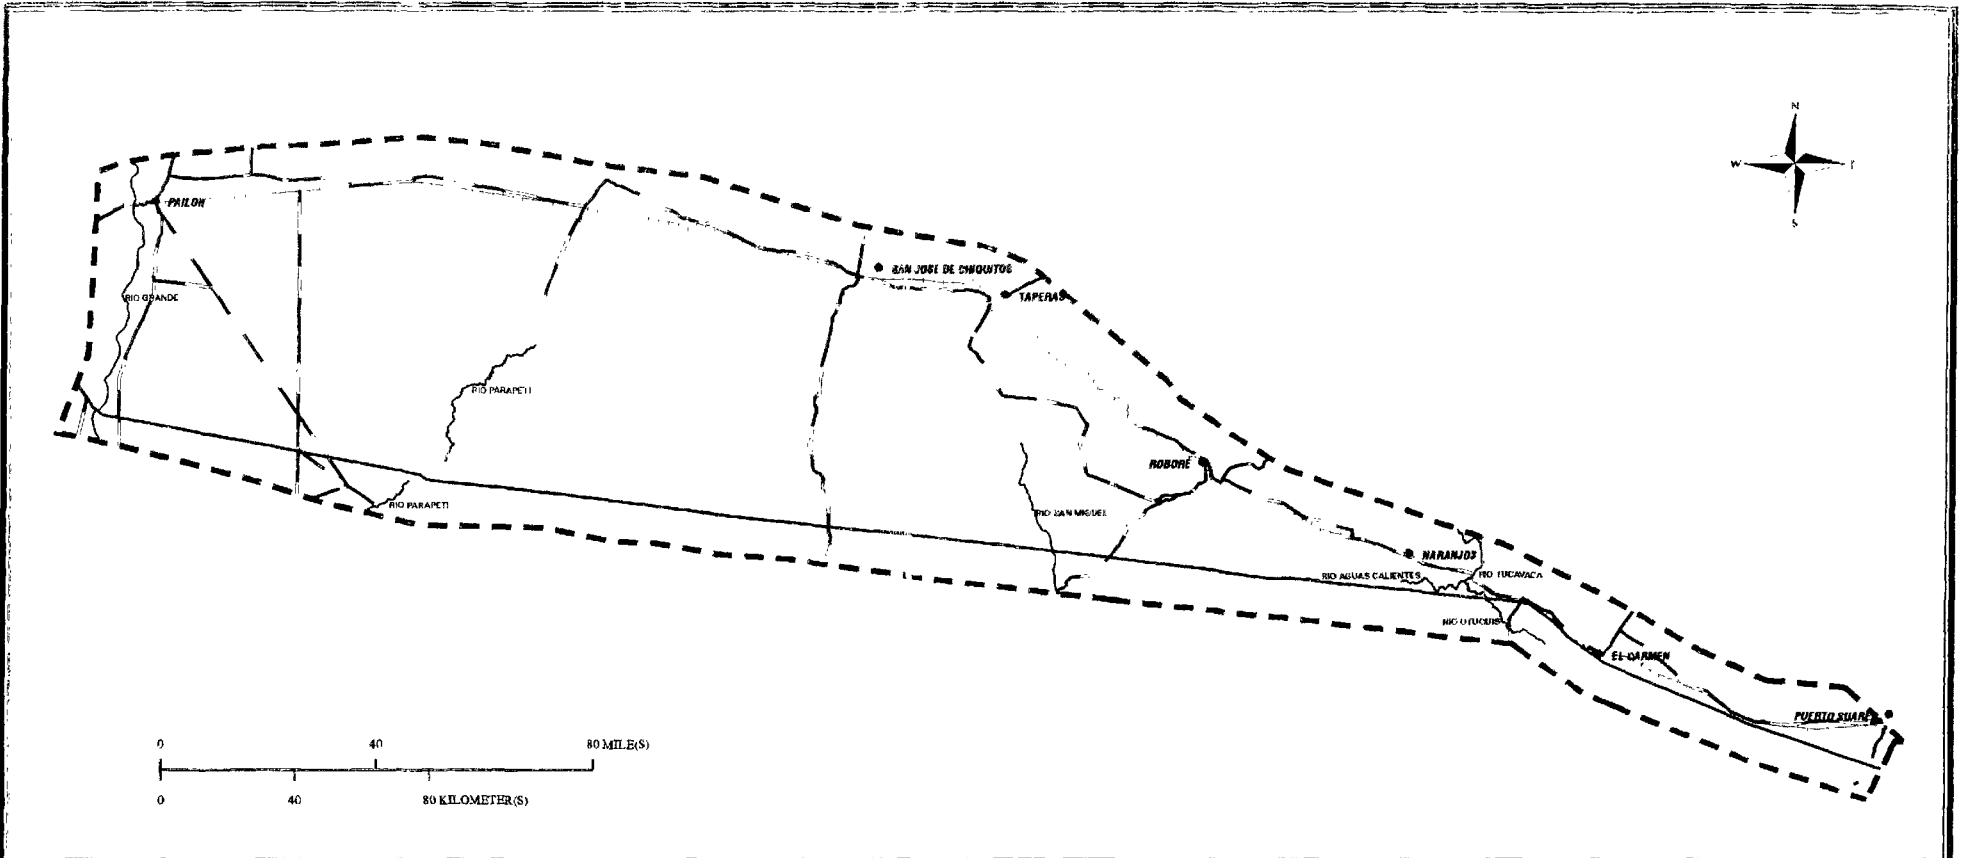 N
W
S
PAILON
RIO GRANDE
SAN JOSE DE CHIQUITOS
TAPERAS
RIO PARAPETI
ROBORÉ
RIO PARAPETI
RIO SAN MIGUEL
NARANJOS
RIO AGUAS CALIENTES
RIO TUCAVACA
RIO OTUQUIS
EL CARMEN
PUERTO SUAREZ
0 40 80 MILE(S)
0 40 80 KILOMETER(S)